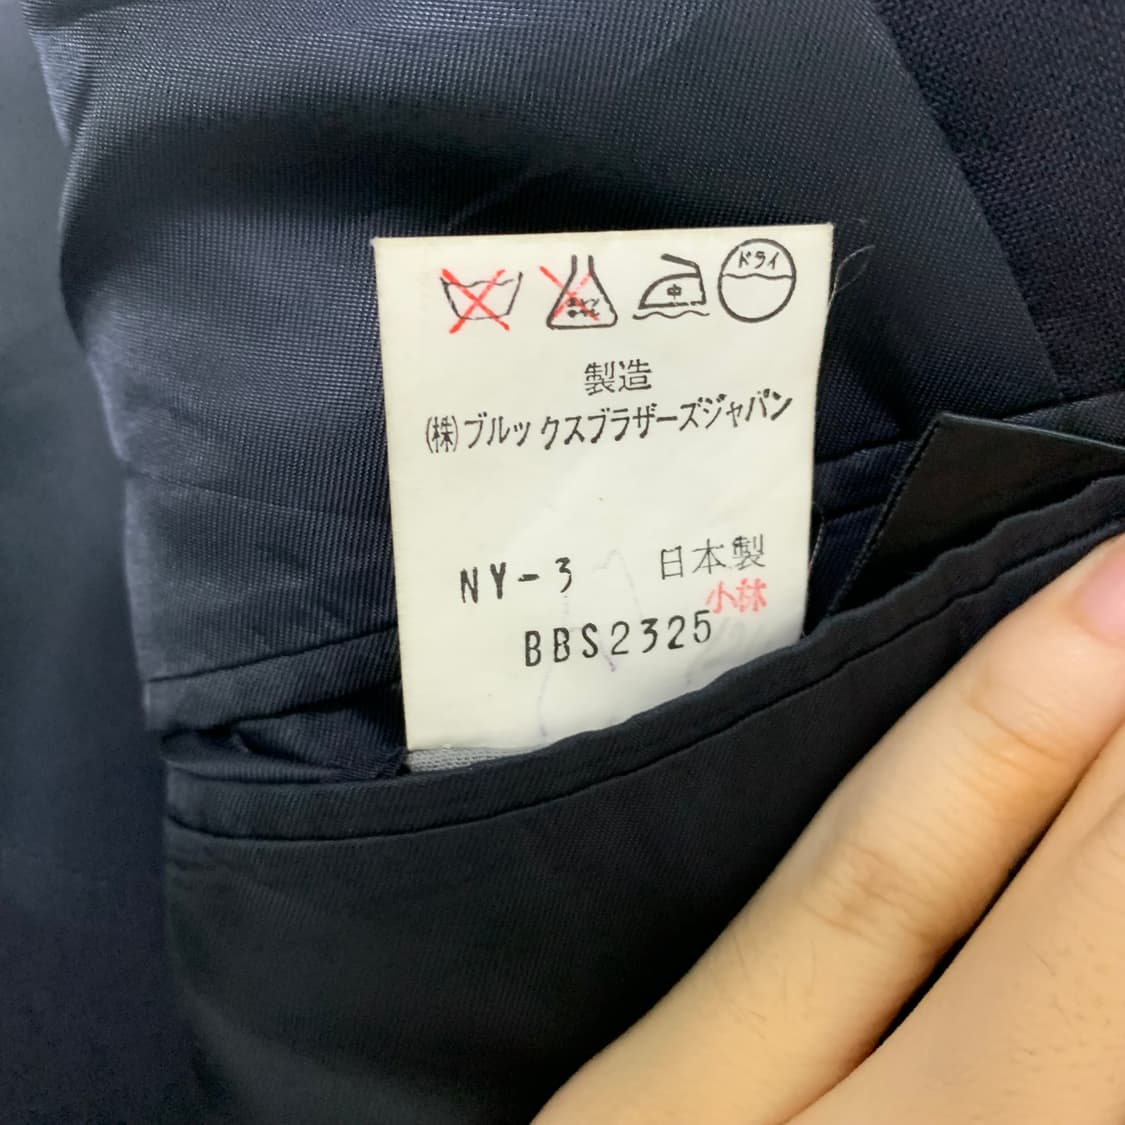 中 ドライ
製造
(株)ブルックスブラザーズジャパン
NY-3 日本製
小林
BBS2325